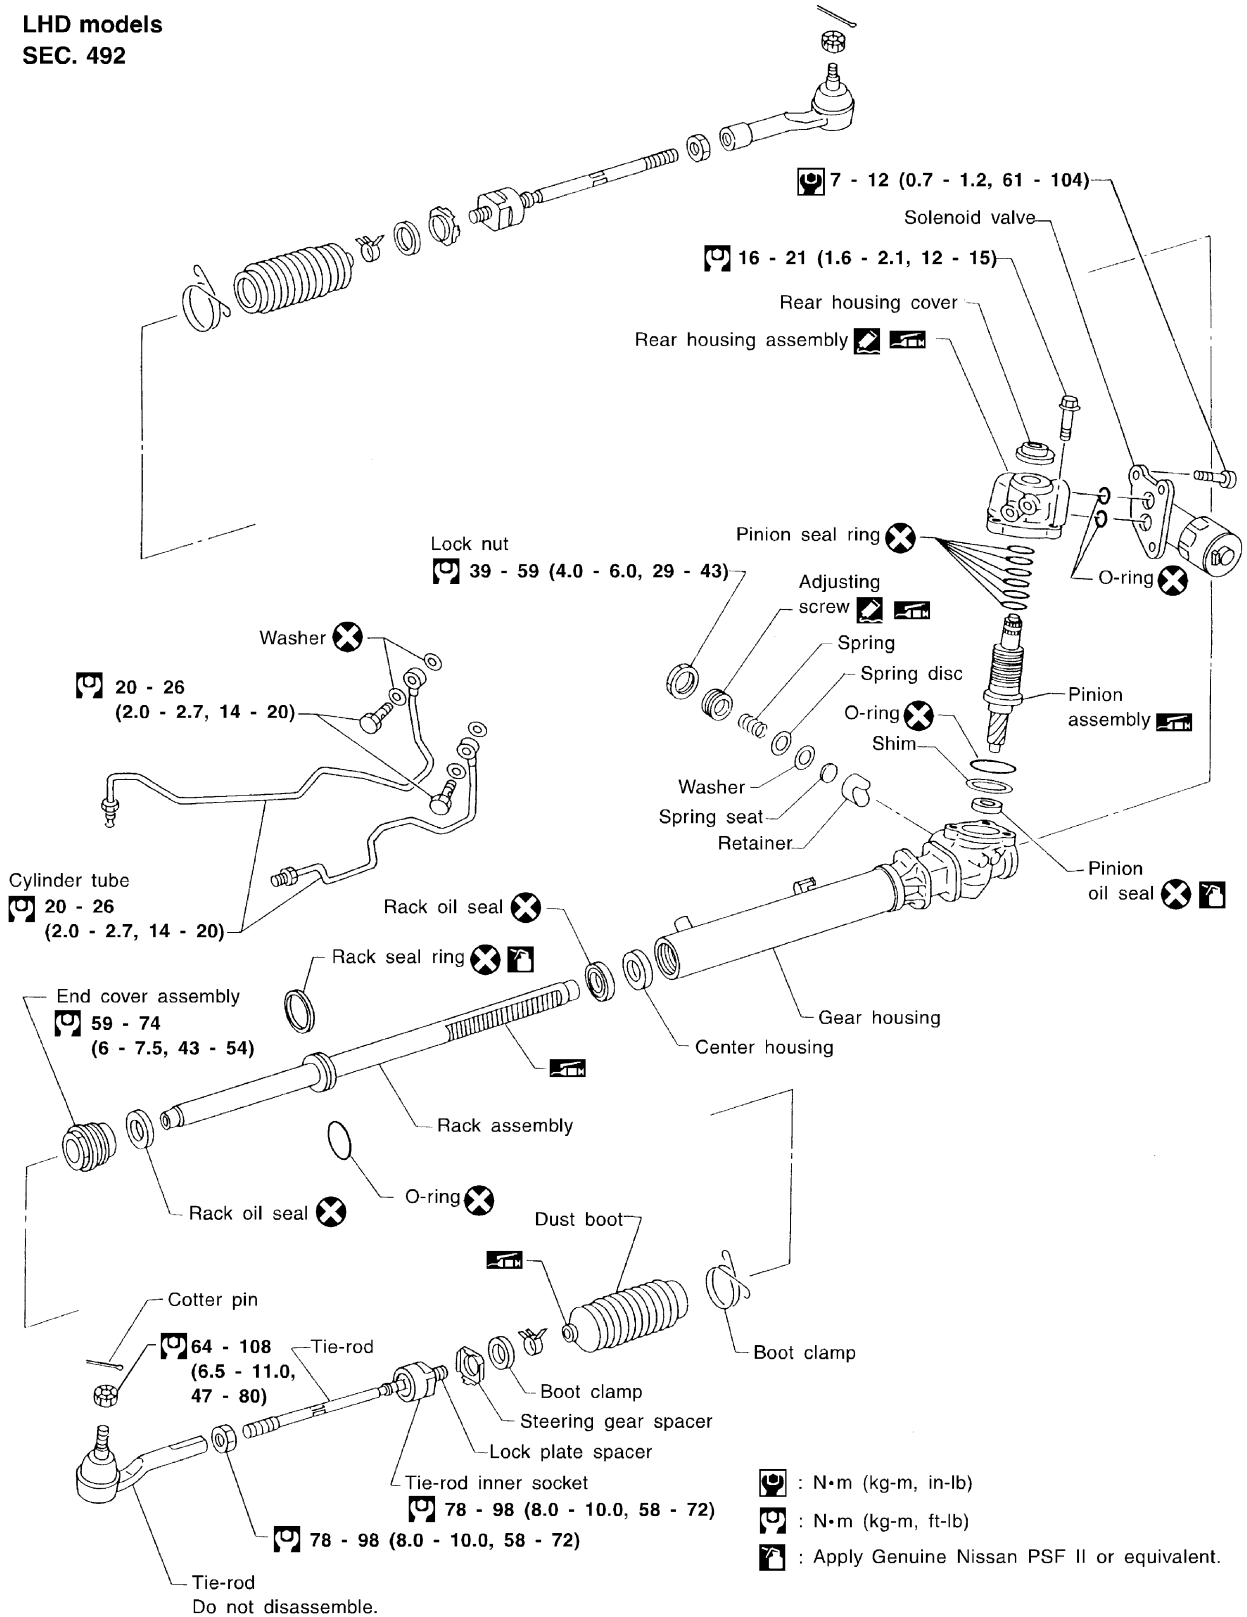 LHD models
SEC. 492
7 - 12 (0.7 - 1.2, 61 - 104)
Solenoid valve
16 - 21 (1.6 - 2.1, 12 - 15)
Rear housing cover
Rear housing assembly
Pinion seal ring
O-ring
Lock nut
39 - 59 (4.0 - 6.0, 29 - 43)
Adjusting
screw
Spring
Spring disc
Washer
20 - 26
(2.0 - 2.7, 14 - 20)
Pinion
assembly
O-ring
Shim
Washer
Spring seat
Retainer
Pinion
oil seal
Cylinder tube
20 - 26
(2.0 - 2.7, 14 - 20)
Rack oil seal
Rack seal ring
End cover assembly
59 - 74
(6 - 7.5, 43 - 54)
Gear housing
Center housing
Rack assembly
O-ring
Rack oil seal
Dust boot
Cotter pin
64 - 108
(6.5 - 11.0,
47 - 80)
Tie-rod
Boot clamp
Boot clamp
Steering gear spacer
Lock plate spacer
Tie-rod inner socket
78 - 98 (8.0 - 10.0, 58 - 72)
78 - 98 (8.0 - 10.0, 58 - 72)
Tie-rod
Do not disassemble.
: N•m (kg-m, in-lb)
: N•m (kg-m, ft-lb)
: Apply Genuine Nissan PSF II or equivalent.